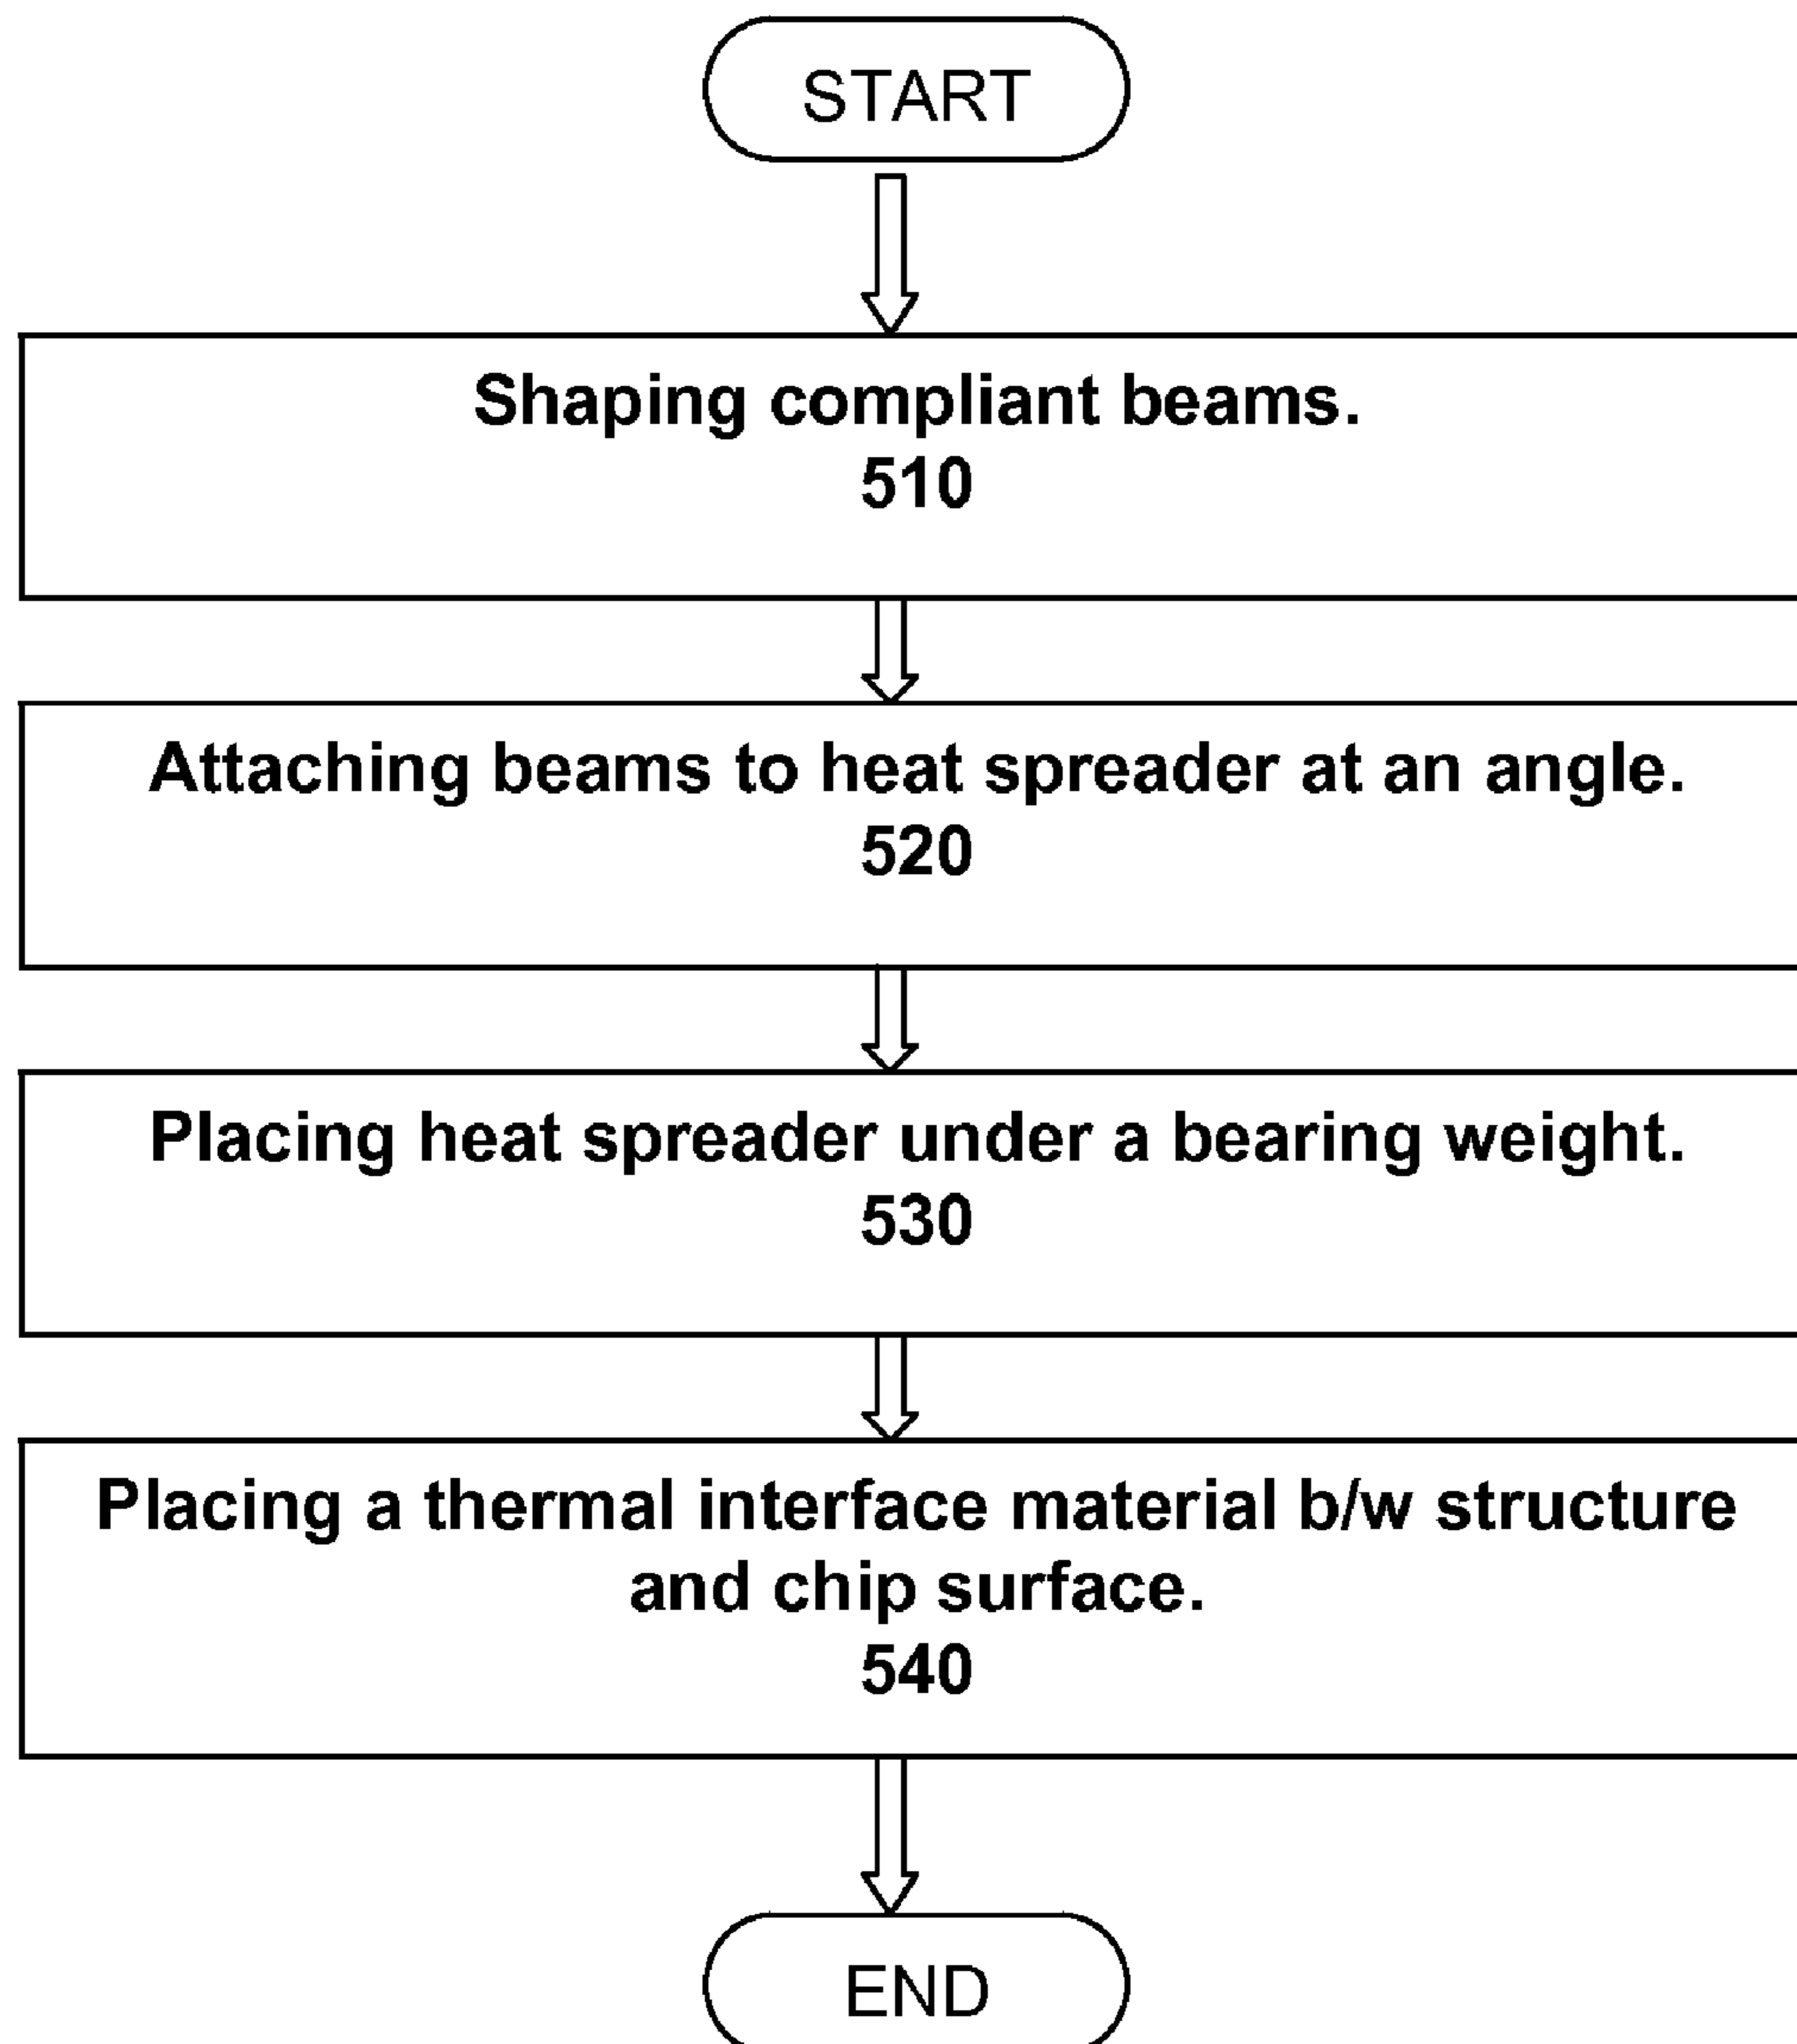 START
Shaping compliant beams.
510
Attaching beams to heat spreader at an angle.
520
Placing heat spreader under a bearing weight.
530
Placing a thermal interface material b/w structure
and chip surface.
540
END